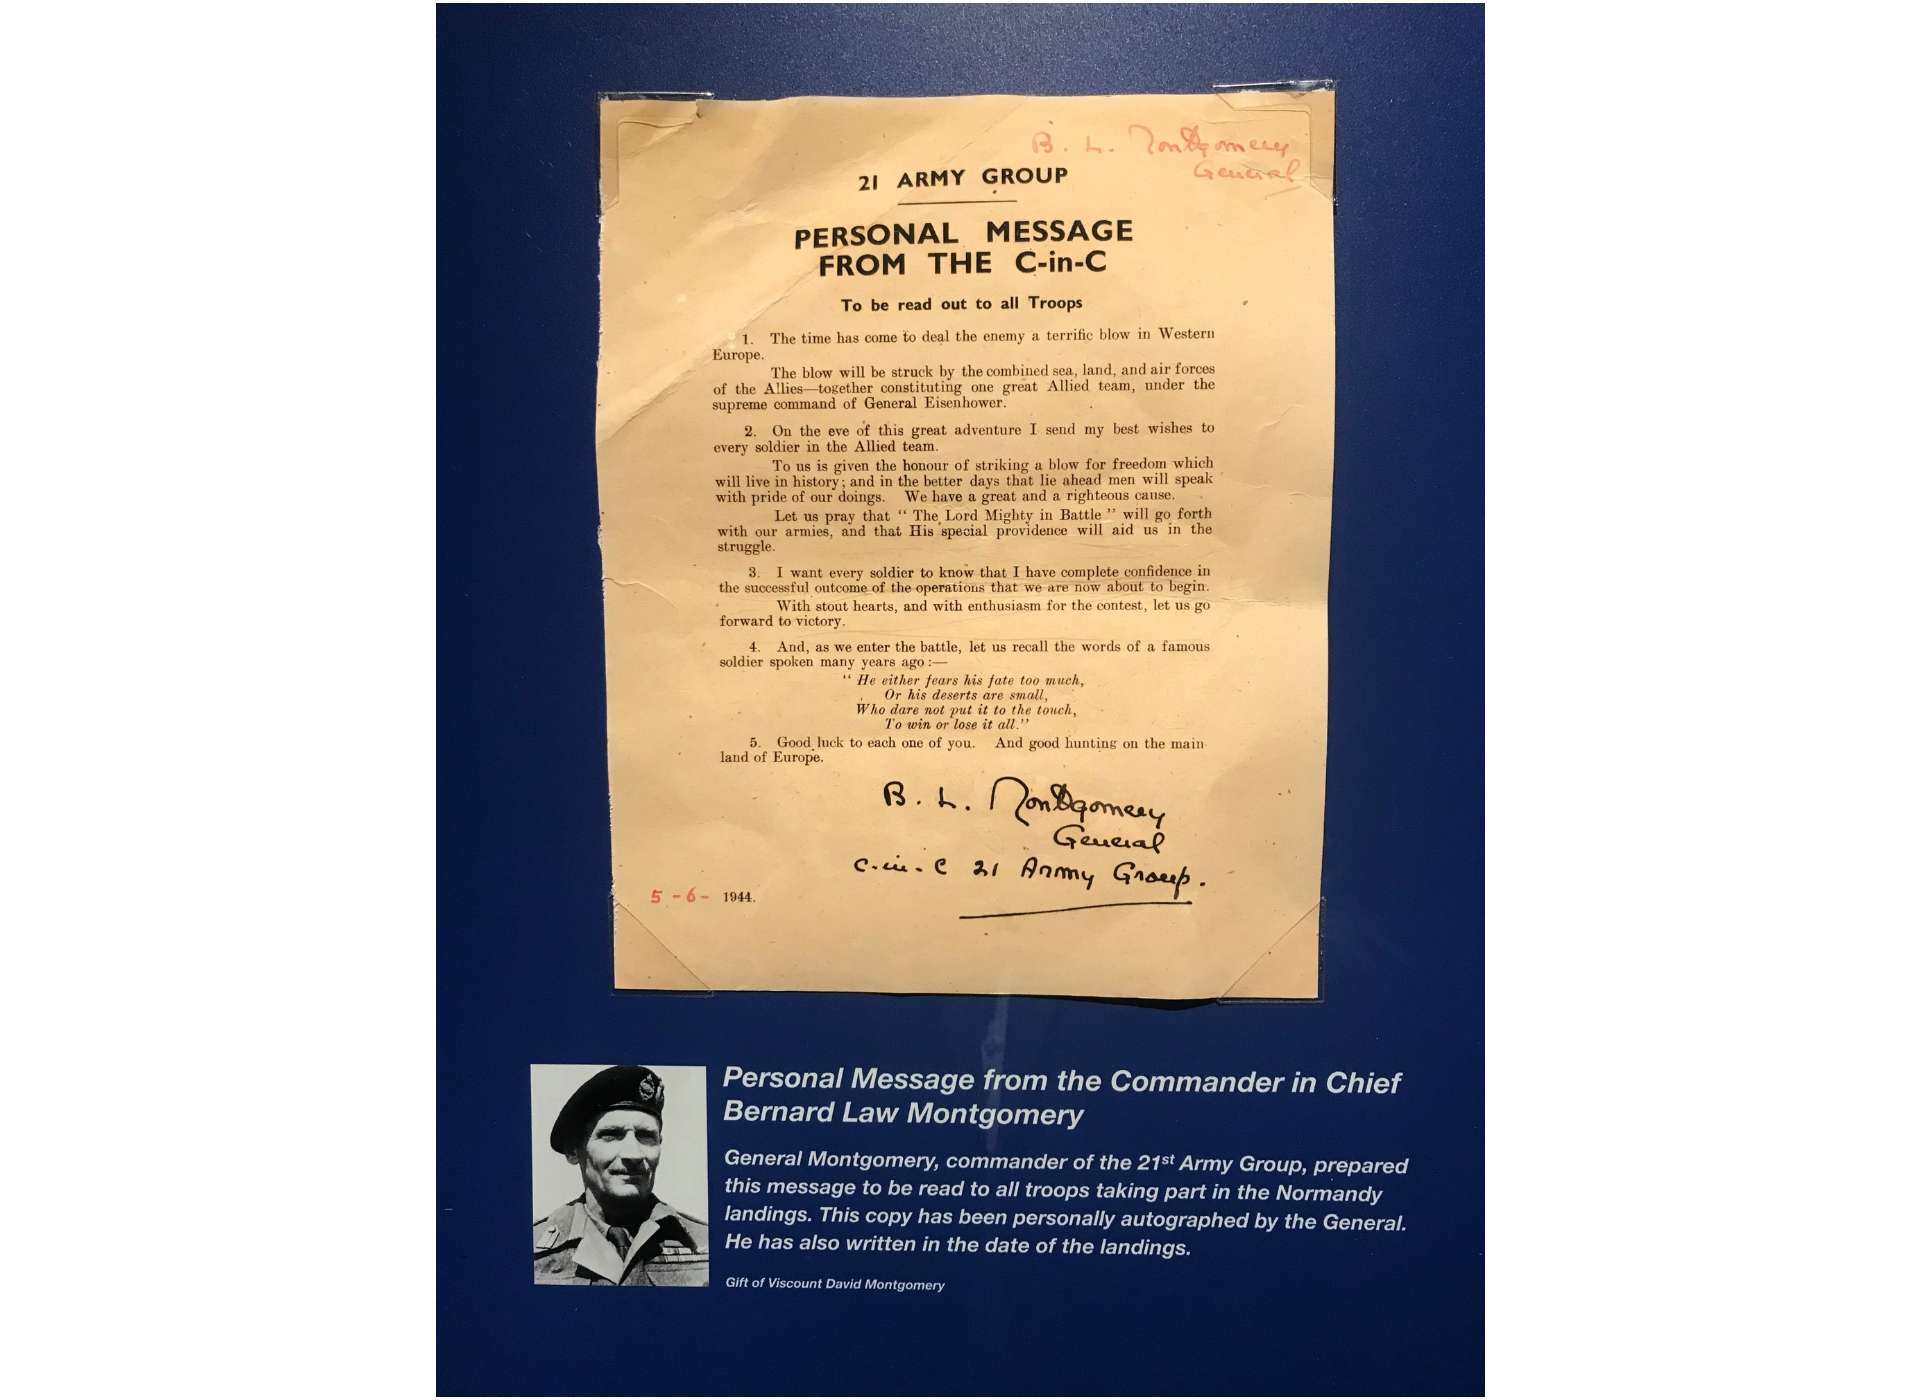 B. L. Montgomery
General
21 ARMY GROUP
PERSONAL MESSAGE
FROM THE C-in-C
To be read out to all Troops
1. The time has come to deal the enemy a terrific blow in Western
Europe.
The blow will be struck by the combined sea, land, and air forces
of the Allies—together constituting one great Allied team, under the
supreme command of General Eisenhower.
2. On the eve of this great adventure I send my best wishes to
every soldier in the Allied team.
To us is given the honour of striking a blow for freedom which
will live in history; and in the better days that lie ahead men will speak
with pride of our doings. We have a great and a righteous cause.
Let us pray that “ The Lord Mighty in Battle ” will go forth
with our armies, and that His special providence will aid us in the
struggle.
3. I want every soldier to know that I have complete confidence in
the successful outcome of the operations that we are now about to begin.
With stout hearts, and with enthusiasm for the contest, let us go
forward to victory.
4. And, as we enter the battle, let us recall the words of a famous
soldier spoken many years ago :—
“ He either fears his fate too much,
Or his deserts are small,
Who dare not put it to the touch,
To win or lose it all.”
5. Good luck to each one of you. And good hunting on the main
land of Europe.
B. L. Montgomery
General
C-in-C 21 Army Group.
5 - 6 - 1944.
Personal Message from the Commander in Chief
Bernard Law Montgomery
General Montgomery, commander of the 21st Army Group, prepared
this message to be read to all troops taking part in the Normandy
landings. This copy has been personally autographed by the General.
He has also written in the date of the landings.
Gift of Viscount David Montgomery